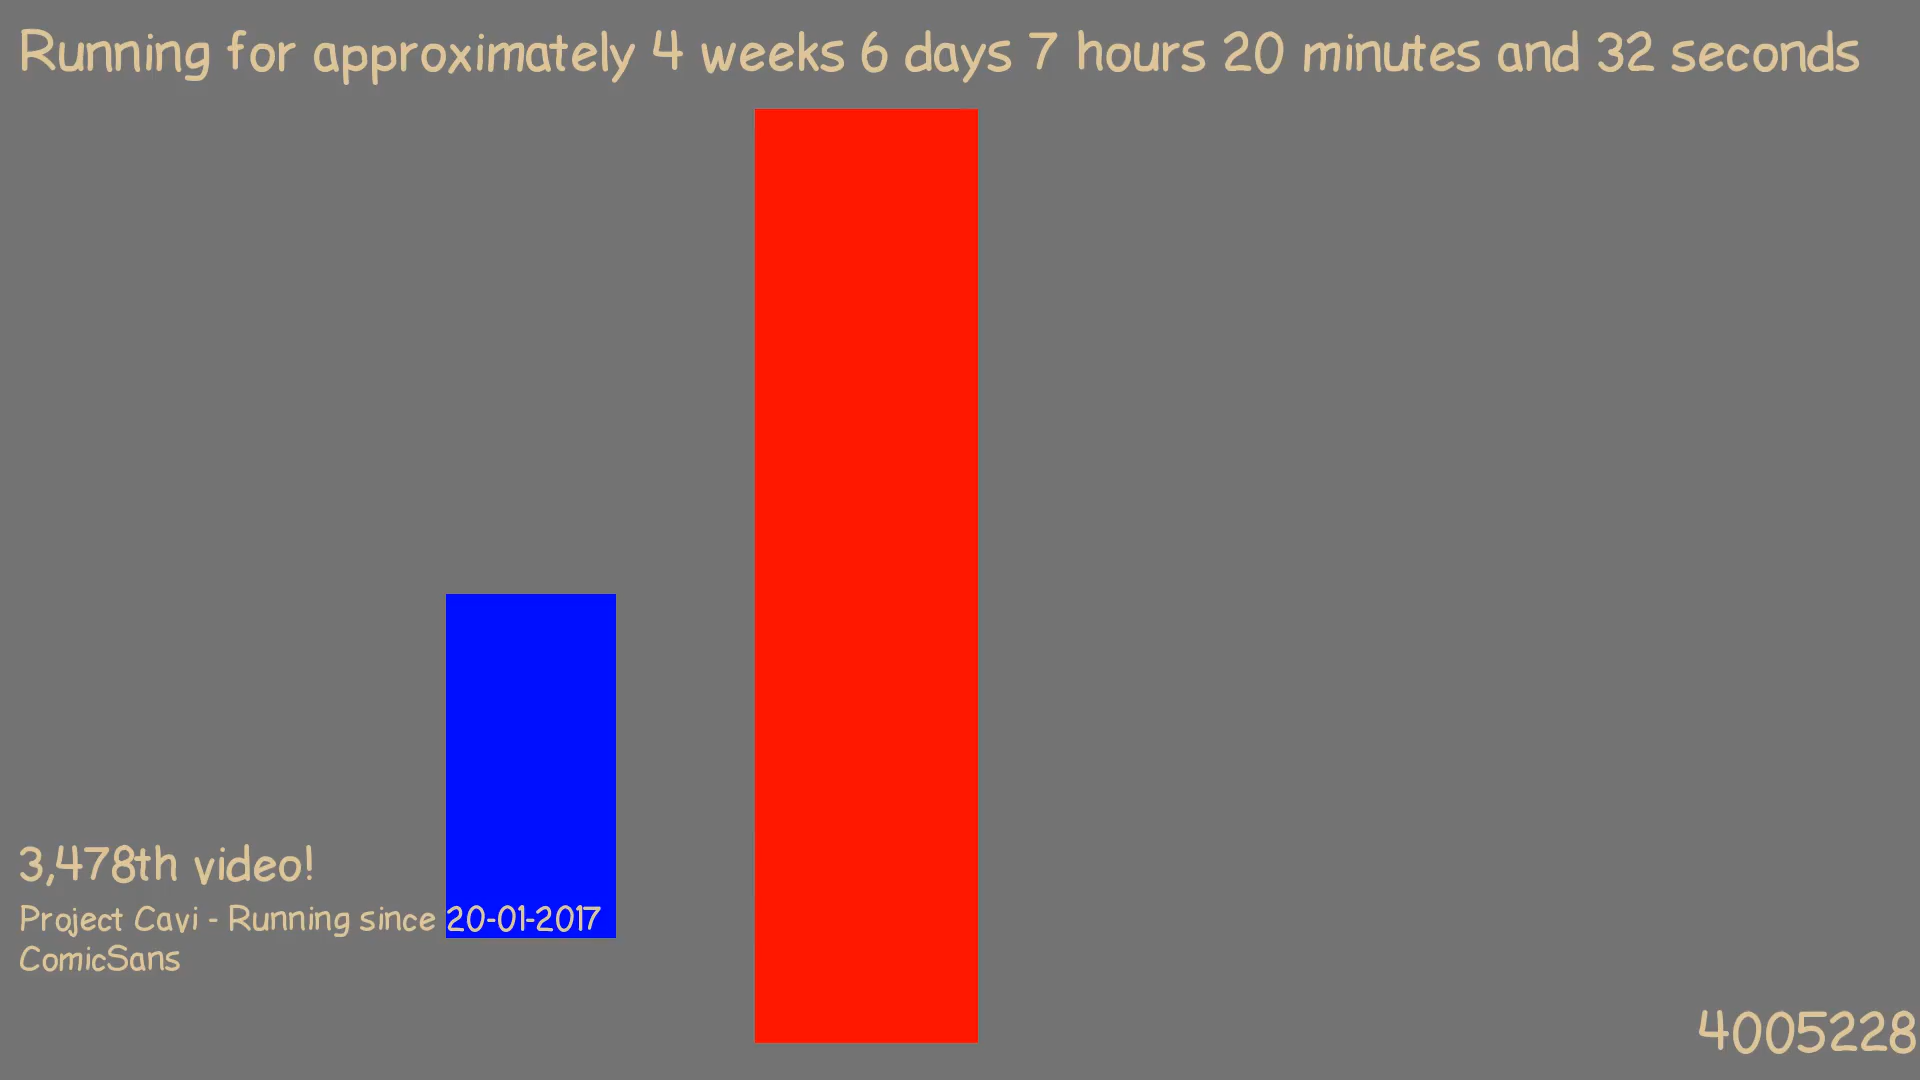 Running for approximately 4 weeks 6 days 7 hours 20 minutes and 32 seconds
3,478th video!
Project Cavi - Running since 20-01-2017
ComicSans
4005228